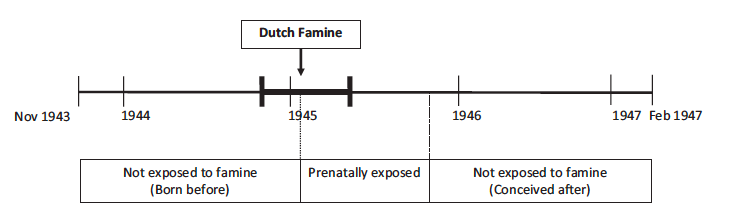 Dutch Famine
Nov 1943
1944
1945
1946
1947
Feb 1947
Not exposed to famine
(Born before)
Prenatally exposed
Not exposed to famine
(Conceived after)